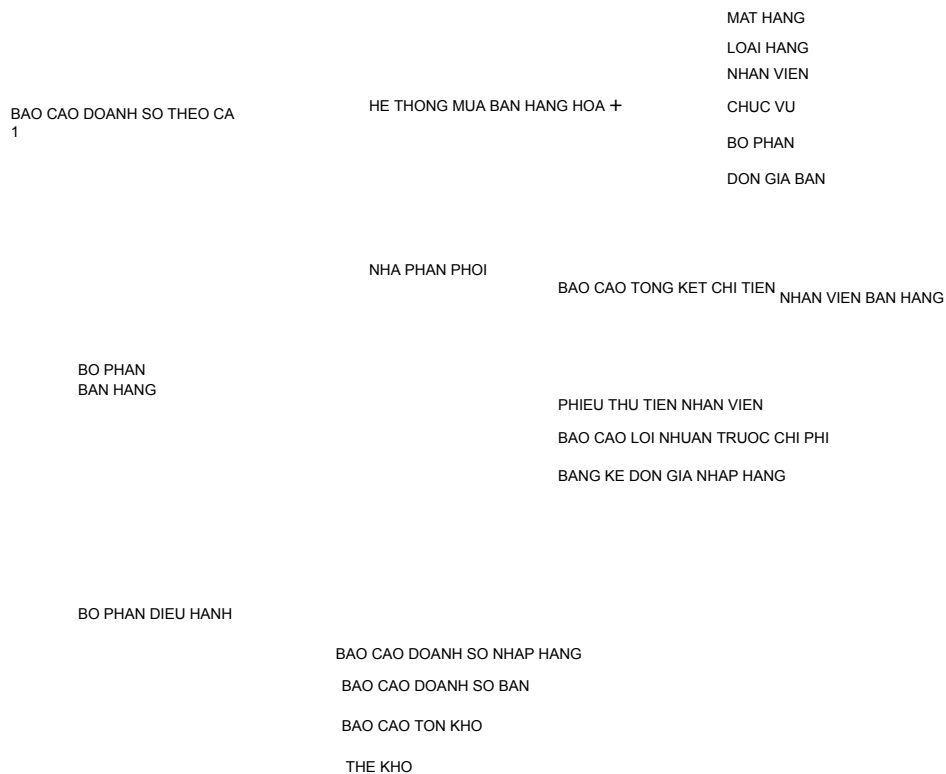 MAT HANG
LOAI HANG
NHAN VIEN
HE THONG MUA BAN HANG HOA +
CHUC VU
BAO CAO DOANH SO THEO CA
1
BO PHAN
DON GIA BAN
NHA PHAN PHOI
BAO CAO TONG KET CHI TIEN
NHAN VIEN BAN HANG
BO PHAN
BAN HANG
PHIEU THU TIEN NHAN VIEN
BAO CAO LOI NHUAN TRUOC CHI PHI
BANG KE DON GIA NHAP HANG
BO PHAN DIEU HANH
BAO CAO DOANH SO NHAP HANG
BAO CAO DOANH SO BAN
BAO CAO TON KHO
THE KHO